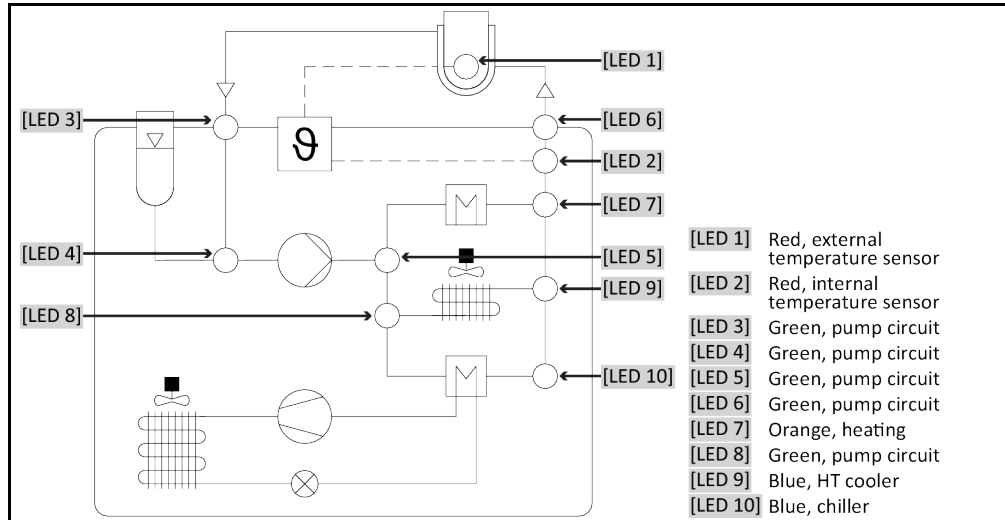 [LED 1]
[LED 3]
[LED 6]
ϑ
[LED 2]
[LED 7]
[LED 4]
[LED 5]
[LED 9]
[LED 8]
[LED 10]
[LED 1] Red, external
temperature sensor
[LED 2] Red, internal
temperature sensor
[LED 3] Green, pump circuit
[LED 4] Green, pump circuit
[LED 5] Green, pump circuit
[LED 6] Green, pump circuit
[LED 7] Orange, heating
[LED 8] Green, pump circuit
[LED 9] Blue, HT cooler
[LED 10] Blue, chiller